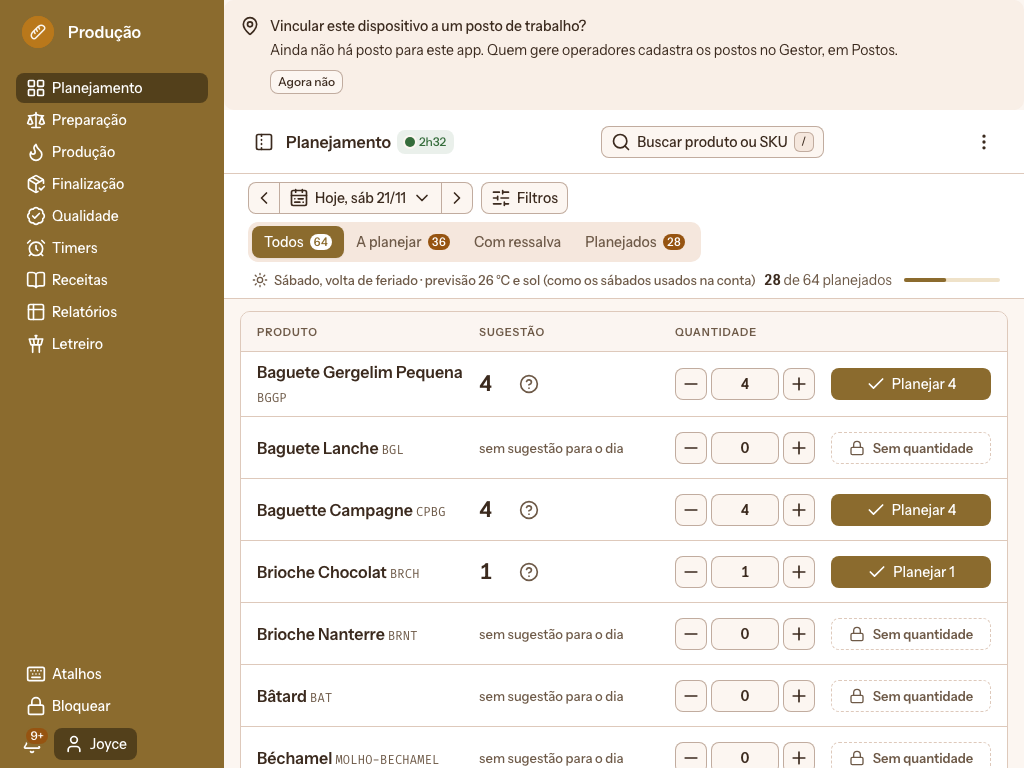 Produção
Planejamento
Preparação
Produção
Finalização
Qualidade
Timers
Receitas
Relatórios
Letreiro
Atalhos
Bloquear
9+
Joyce
Vincular este dispositivo a um posto de trabalho?
Ainda não há posto para este app. Quem gere operadores cadastra os postos no Gestor, em Postos.
Agora não
Planejamento 2h32 Buscar produto ou SKU /
Hoje, sáb 21/11 Filtros
Todos 64 A planejar 36 Com ressalva Planejados 28
Sábado, volta de feriado · previsão 26 °C e sol (como os sábados usados na conta) 28 de 64 planejados
PRODUTO SUGESTÃO QUANTIDADE
Baguete Gergelim Pequena
BGGP 4 ? 4 Planejar 4
Baguete Lanche BGL sem sugestão para o dia 0 Sem quantidade
Baguette Campagne CPBG 4 ? 4 Planejar 4
Brioche Chocolat BRCH 1 ? 1 Planejar 1
Brioche Nanterre BRNT sem sugestão para o dia 0 Sem quantidade
Bâtard BAT sem sugestão para o dia 0 Sem quantidade
Béchamel MOLHO-BECHAMEL sem sugestão para o dia 0 Sem quantidade